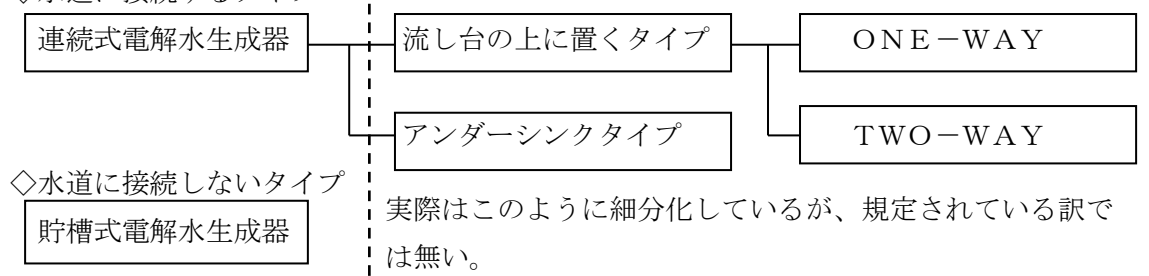 ◇水道に接続するタイプ
連続式電解水生成器
流し台の上に置くタイプ
ONE－WAY
アンダーシンクタイプ
TWO－WAY
◇水道に接続しないタイプ
貯槽式電解水生成器
実際はこのように細分化しているが、規定されている訳で
は無い。